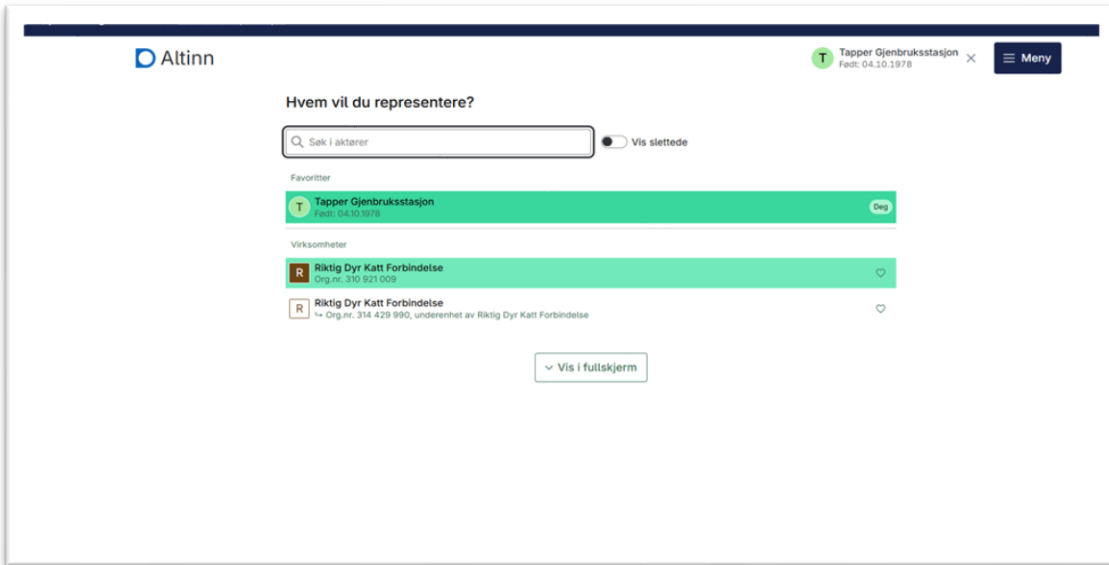 Altinn
T Tapper Gjenbruksstasjon
Født: 04.10.1978
Meny
Hvem vil du representere?
Søk i aktører
Vis slettede
Favoritter
T Tapper Gjenbruksstasjon Deg
Født: 04.10.1978
Virksomheter
R Riktig Dyr Katt Forbindelse
Org.nr. 310 921 009
R Riktig Dyr Katt Forbindelse
↳ Org.nr. 314 429 990, underenhet av Riktig Dyr Katt Forbindelse
Vis i fullskjerm